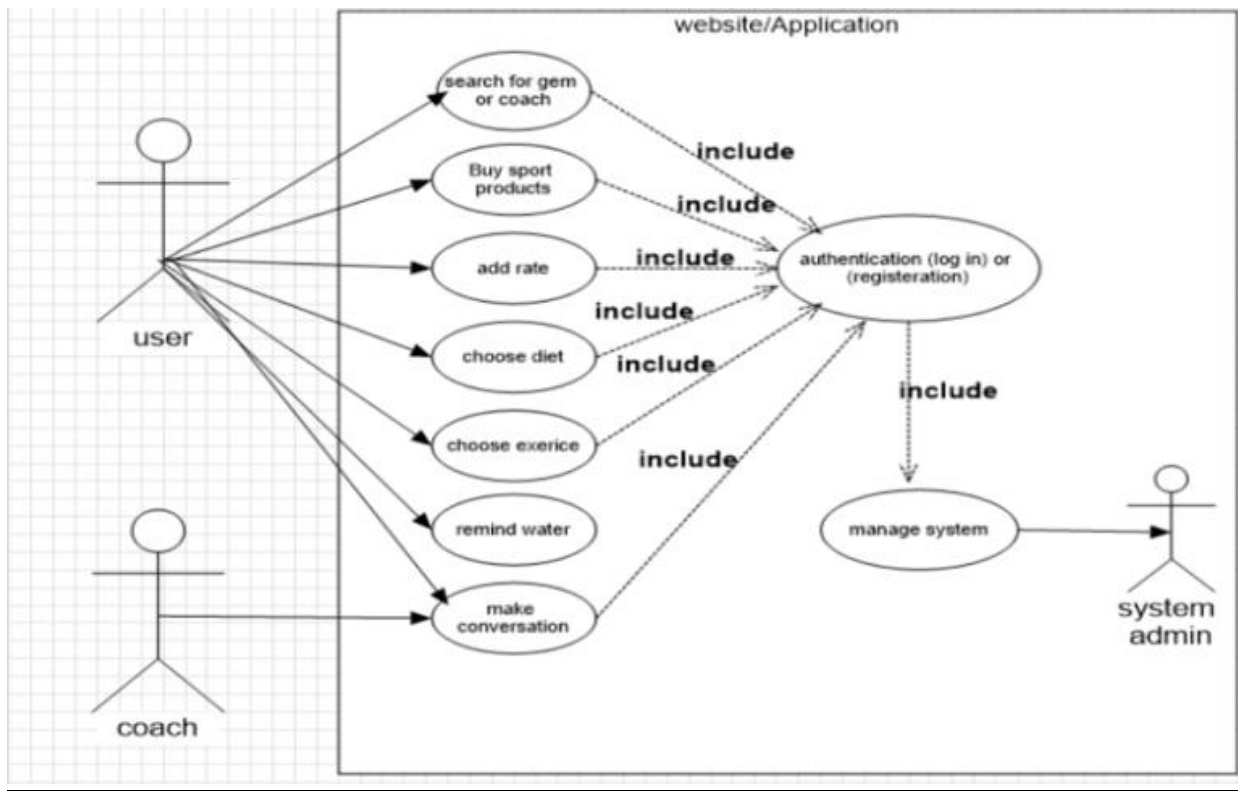 website/Application
search for gem
or coach
include
Buy sport
products
include
add rate
include
authentication (log in) or
(registeration)
user
include
choose diet
include
include
choose exerice
include
remind water
manage system
make
conversation
system
admin
coach